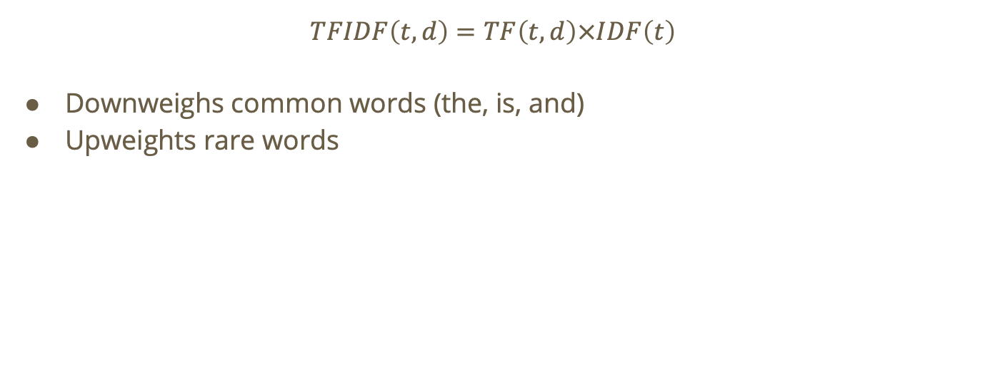 TFIDF(t, d) = TF(t, d)×IDF(t)
● Downweighs common words (the, is, and)
● Upweights rare words